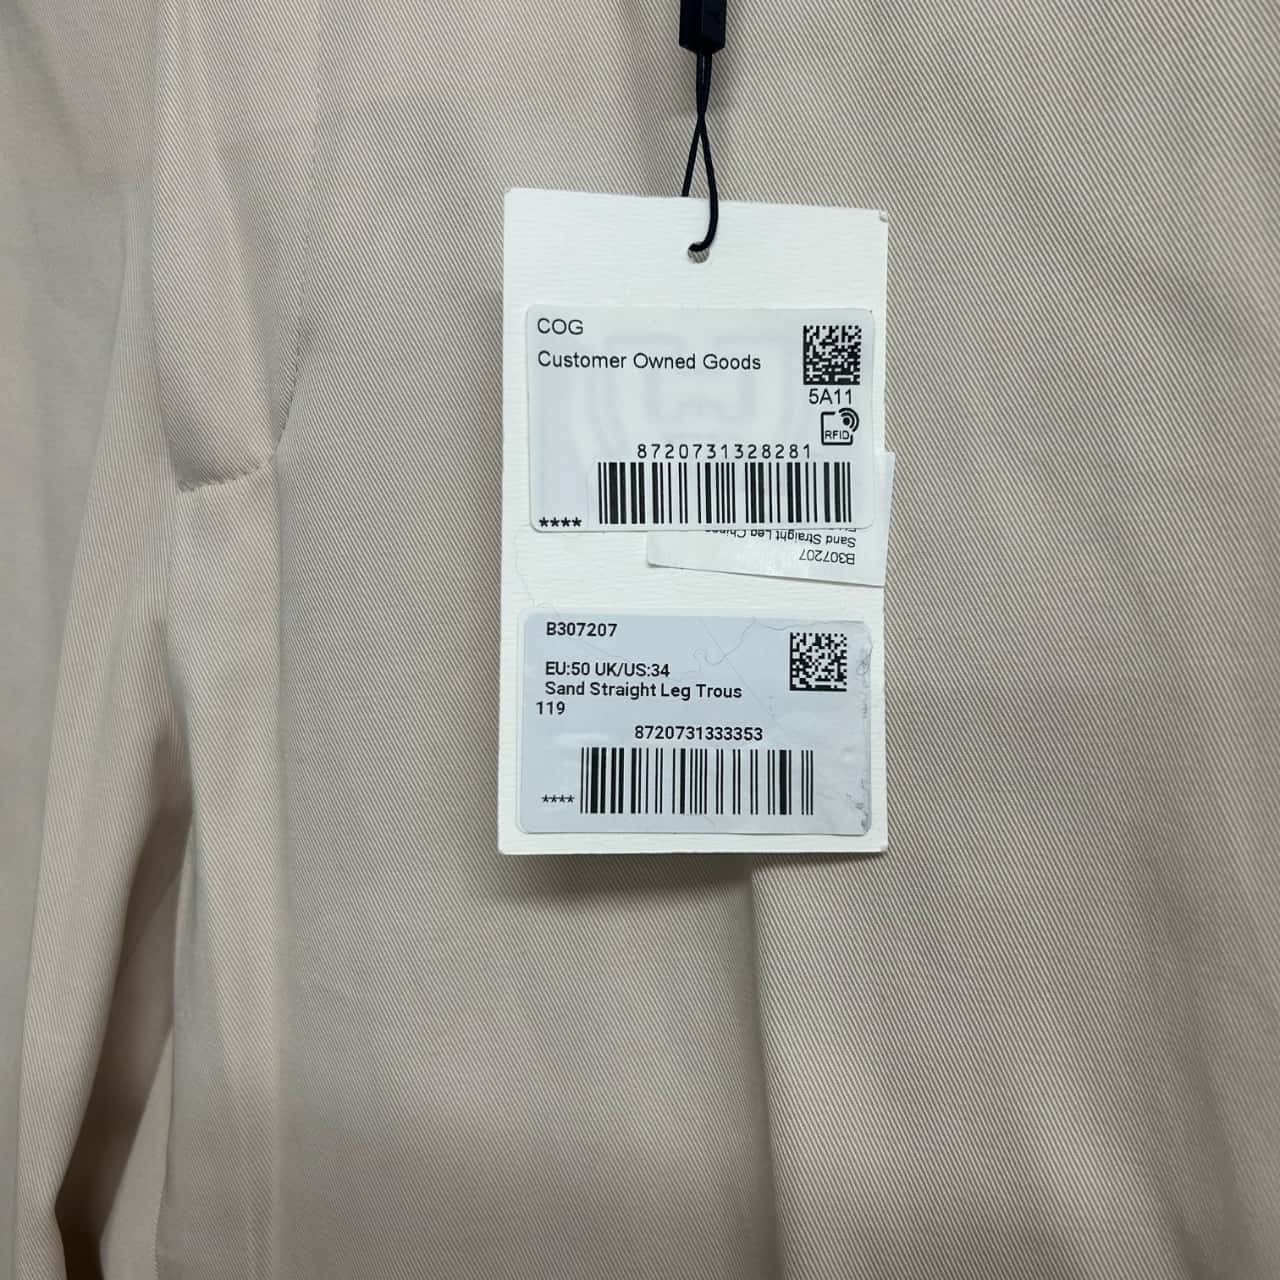 COG
Customer Owned Goods
5A11
RFID
8720731328281
****
Sand Straight Leg Chinos
B307207
B307207
EU:50 UK/US:34
Sand Straight Leg Trous
119
8720731333353
****